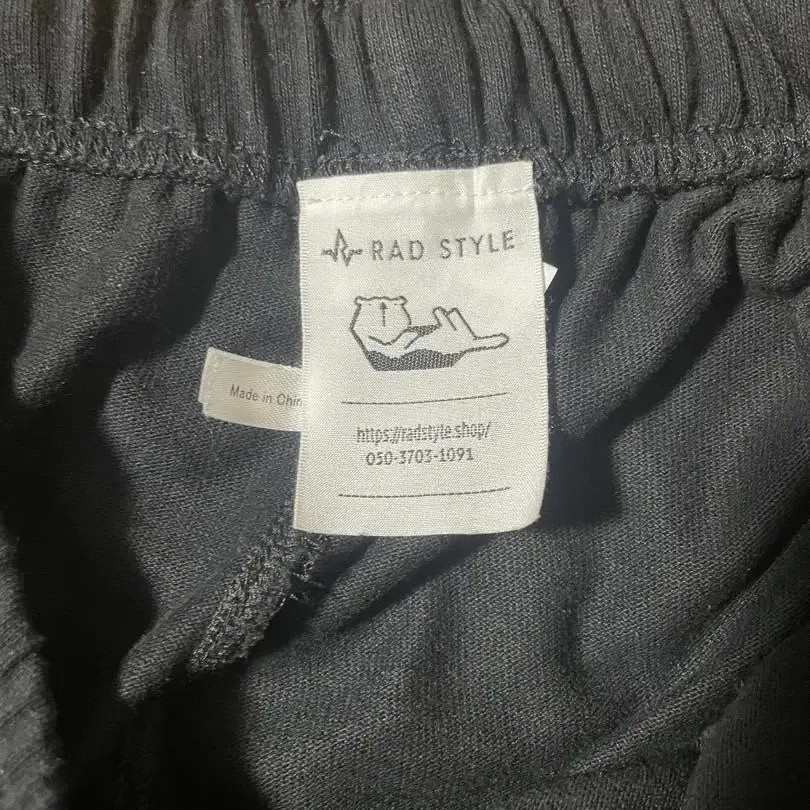 RAD STYLE
Made in Chin
https://radstyle.shop/
050-3703-1091